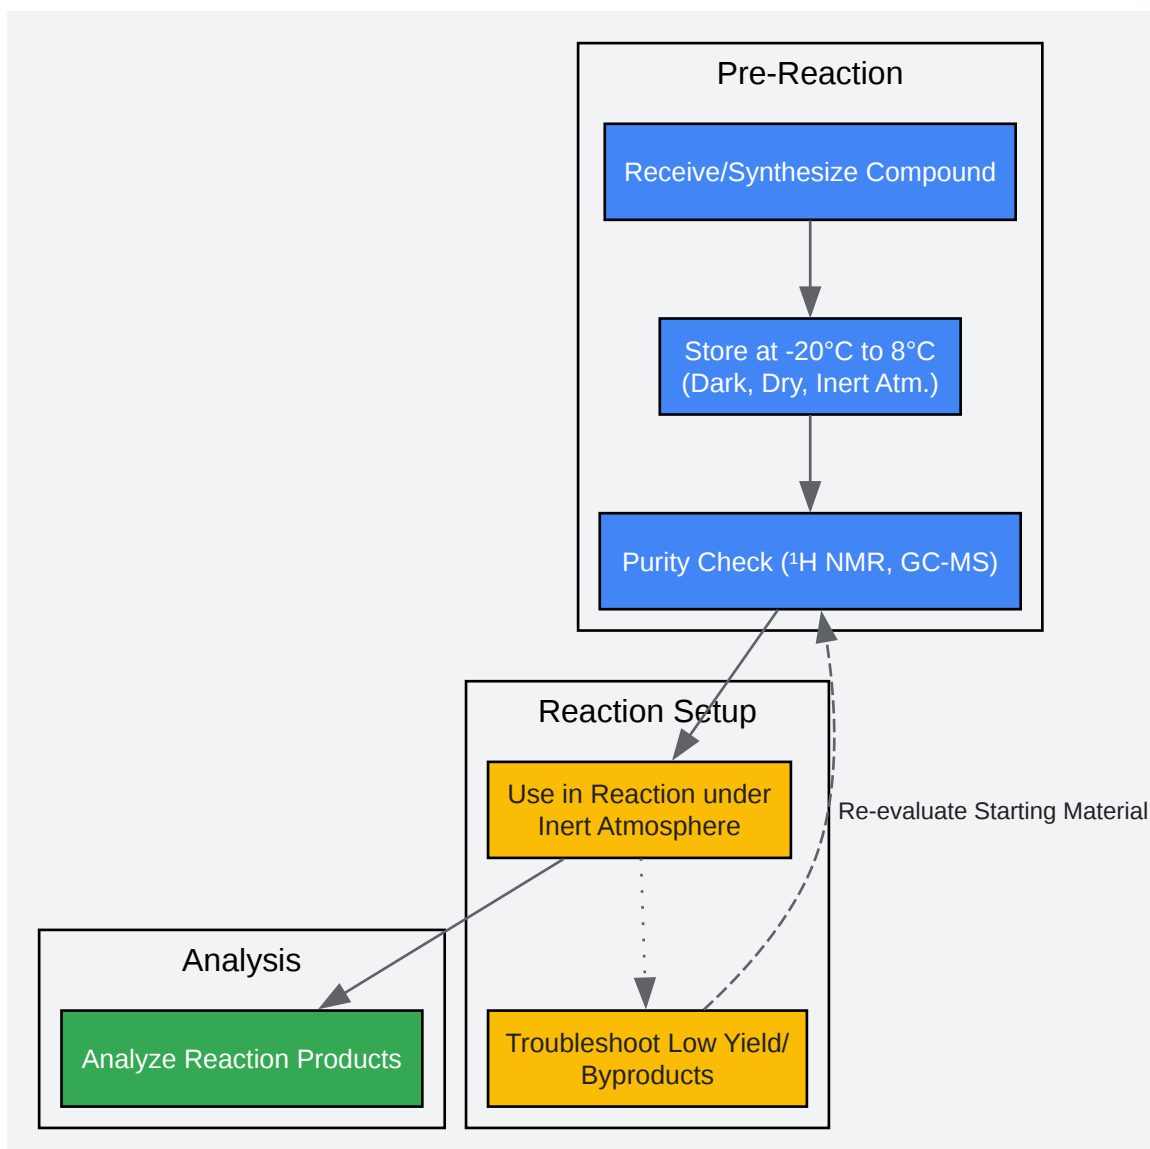 Pre-Reaction
Receive/Synthesize Compound
Store at -20°C to 8°C
(Dark, Dry, Inert Atm.)
Purity Check (¹H NMR, GC-MS)
Reaction Setup
Use in Reaction under
Inert Atmosphere
Re-evaluate Starting Material
Analysis
Analyze Reaction Products
Troubleshoot Low Yield/
Byproducts